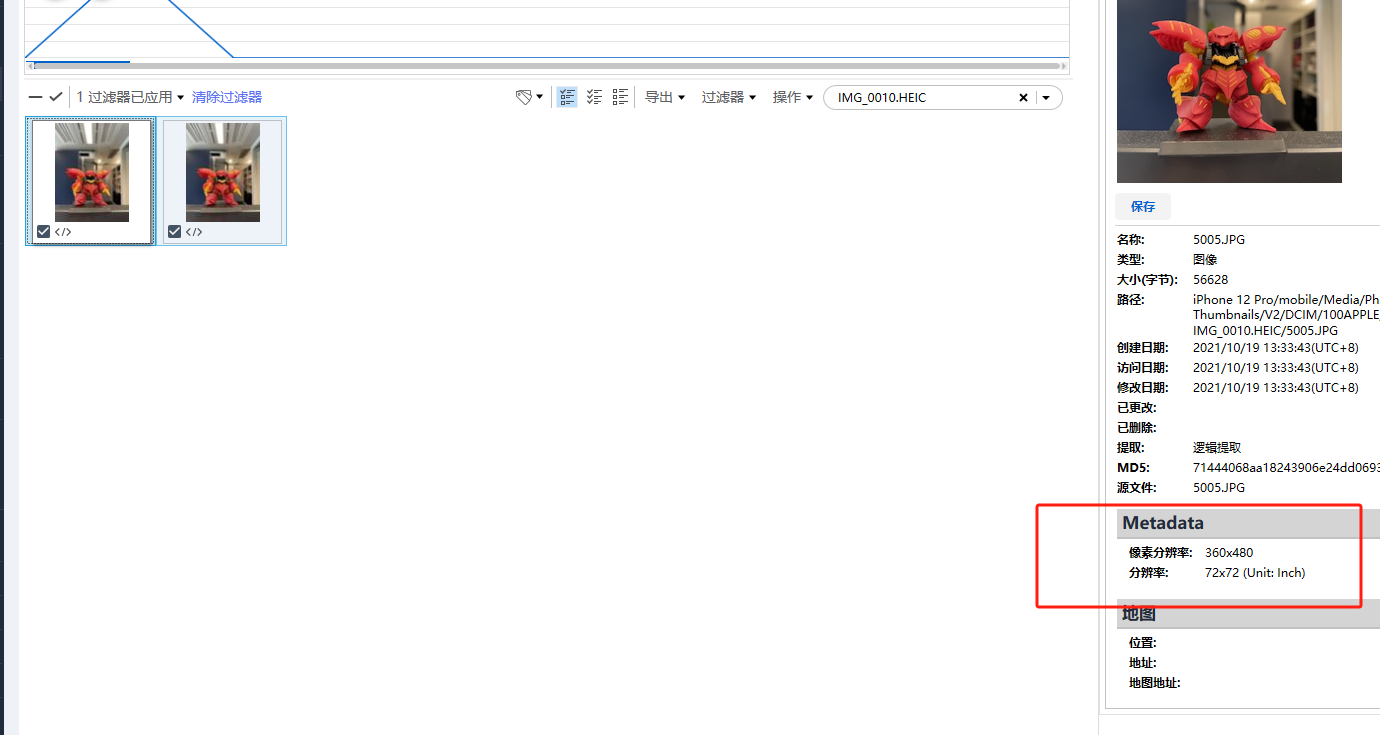 1 过滤器已应用 清除过滤器 导出 过滤器 操作 IMG_0010.HEIC
</>
</>
保存
名称: 5005.JPG
类型: 图像
大小(字节): 56628
路径: iPhone 12 Pro/mobile/Media/Ph
Thumbnails/V2/DCIM/100APPLE/
IMG_0010.HEIC/5005.JPG
创建日期: 2021/10/19 13:33:43(UTC+8)
访问日期: 2021/10/19 13:33:43(UTC+8)
修改日期: 2021/10/19 13:33:43(UTC+8)
已更改:
已删除:
提取: 逻辑提取
MD5: 71444068aa18243906e24dd0693
源文件: 5005.JPG
Metadata
像素分辨率: 360x480
分辨率: 72x72 (Unit: Inch)
地图
位置:
地址:
地图地址: